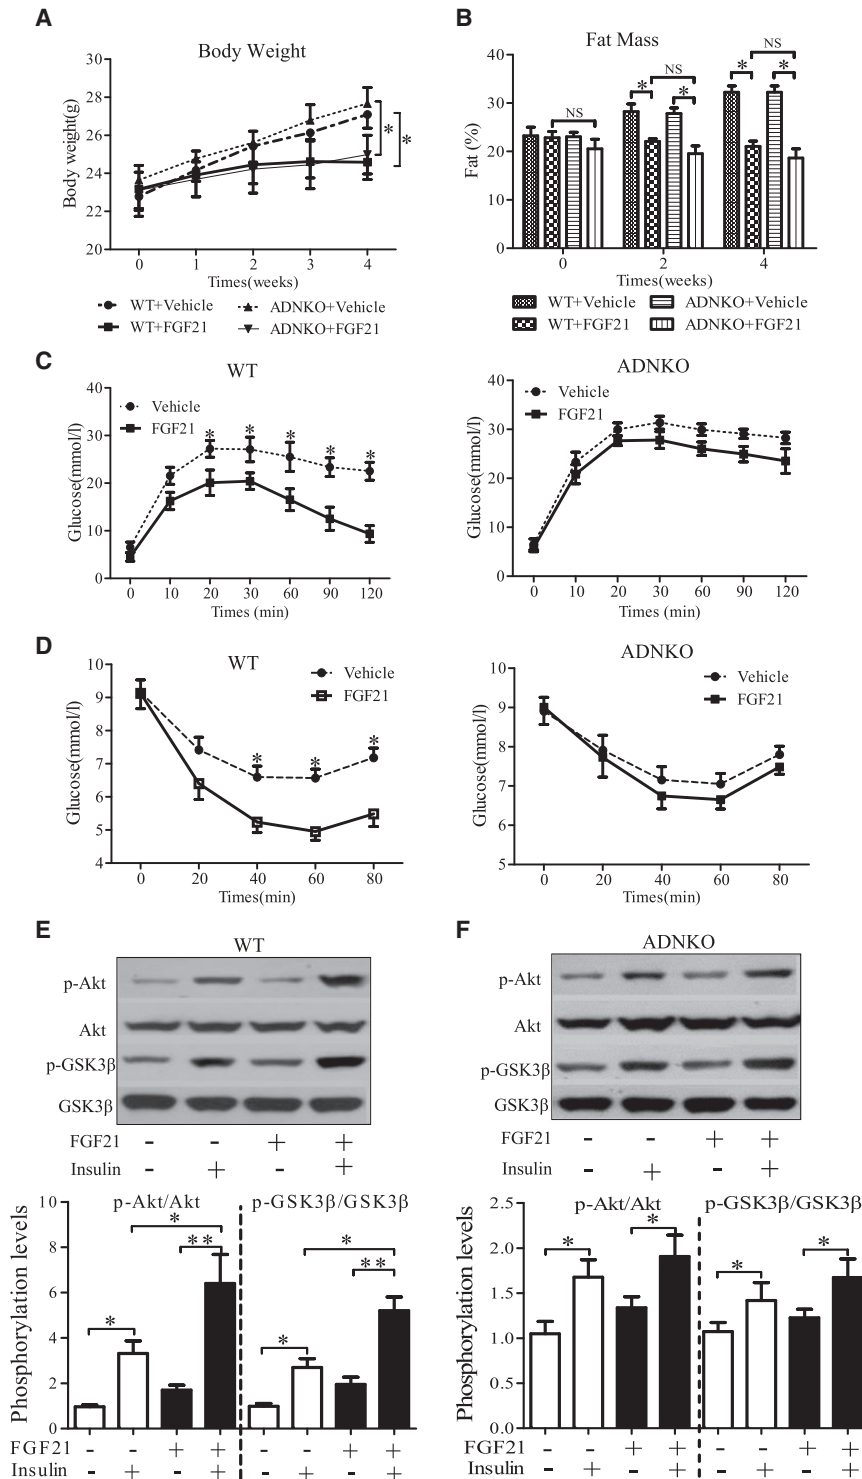 A
Body Weight
Body weight(g)
30
28
26
24
22
20
*
*
0 1 2 3 4
Times(weeks)
WT+Vehicle ADNKO+Vehicle
WT+FGF21 ADNKO+FGF21
B
Fat Mass
Fat (%)
40
30
20
10
0
NS
* NS *
* NS *
0 2 4
Times(weeks)
WT+Vehicle ADNKO+Vehicle
WT+FGF21 ADNKO+FGF21
C
WT
Glucose(mmol/l)
40
30
20
10
0
Vehicle
FGF21
* * * * *
0 10 20 30 60 90 120
Times (min)
ADNKO
Glucose(mmol/l)
40
30
20
10
0
Vehicle
FGF21
0 10 20 30 60 90 120
Times (min)
D
WT
Glucose(mmol/l)
10
9
8
7
6
5
4
Vehicle
FGF21
* * *
0 20 40 60 80
Times(min)
ADNKO
Glucose(mmol/l)
10
9
8
7
6
5
Vehicle
FGF21
0 20 40 60 80
Times(min)
E
WT
p-Akt
Akt
p-GSK3β
GSK3β
FGF21 - - + +
Insulin - + - +
p-Akt/Akt p-GSK3β/GSK3β
Phosphorylation levels
10
8
6
4
2
0
* ** *
* ** *
FGF21 - - + + - - + +
Insulin - + - + - + - +
F
ADNKO
p-Akt
Akt
p-GSK3β
GSK3β
FGF21 - - + +
Insulin - + - +
p-Akt/Akt p-GSK3β/GSK3β
Phosphorylation levels
2.5
2.0
1.5
1.0
0.5
0.0
* * * *
FGF21 - - + + - - + +
Insulin - + - + - + - +